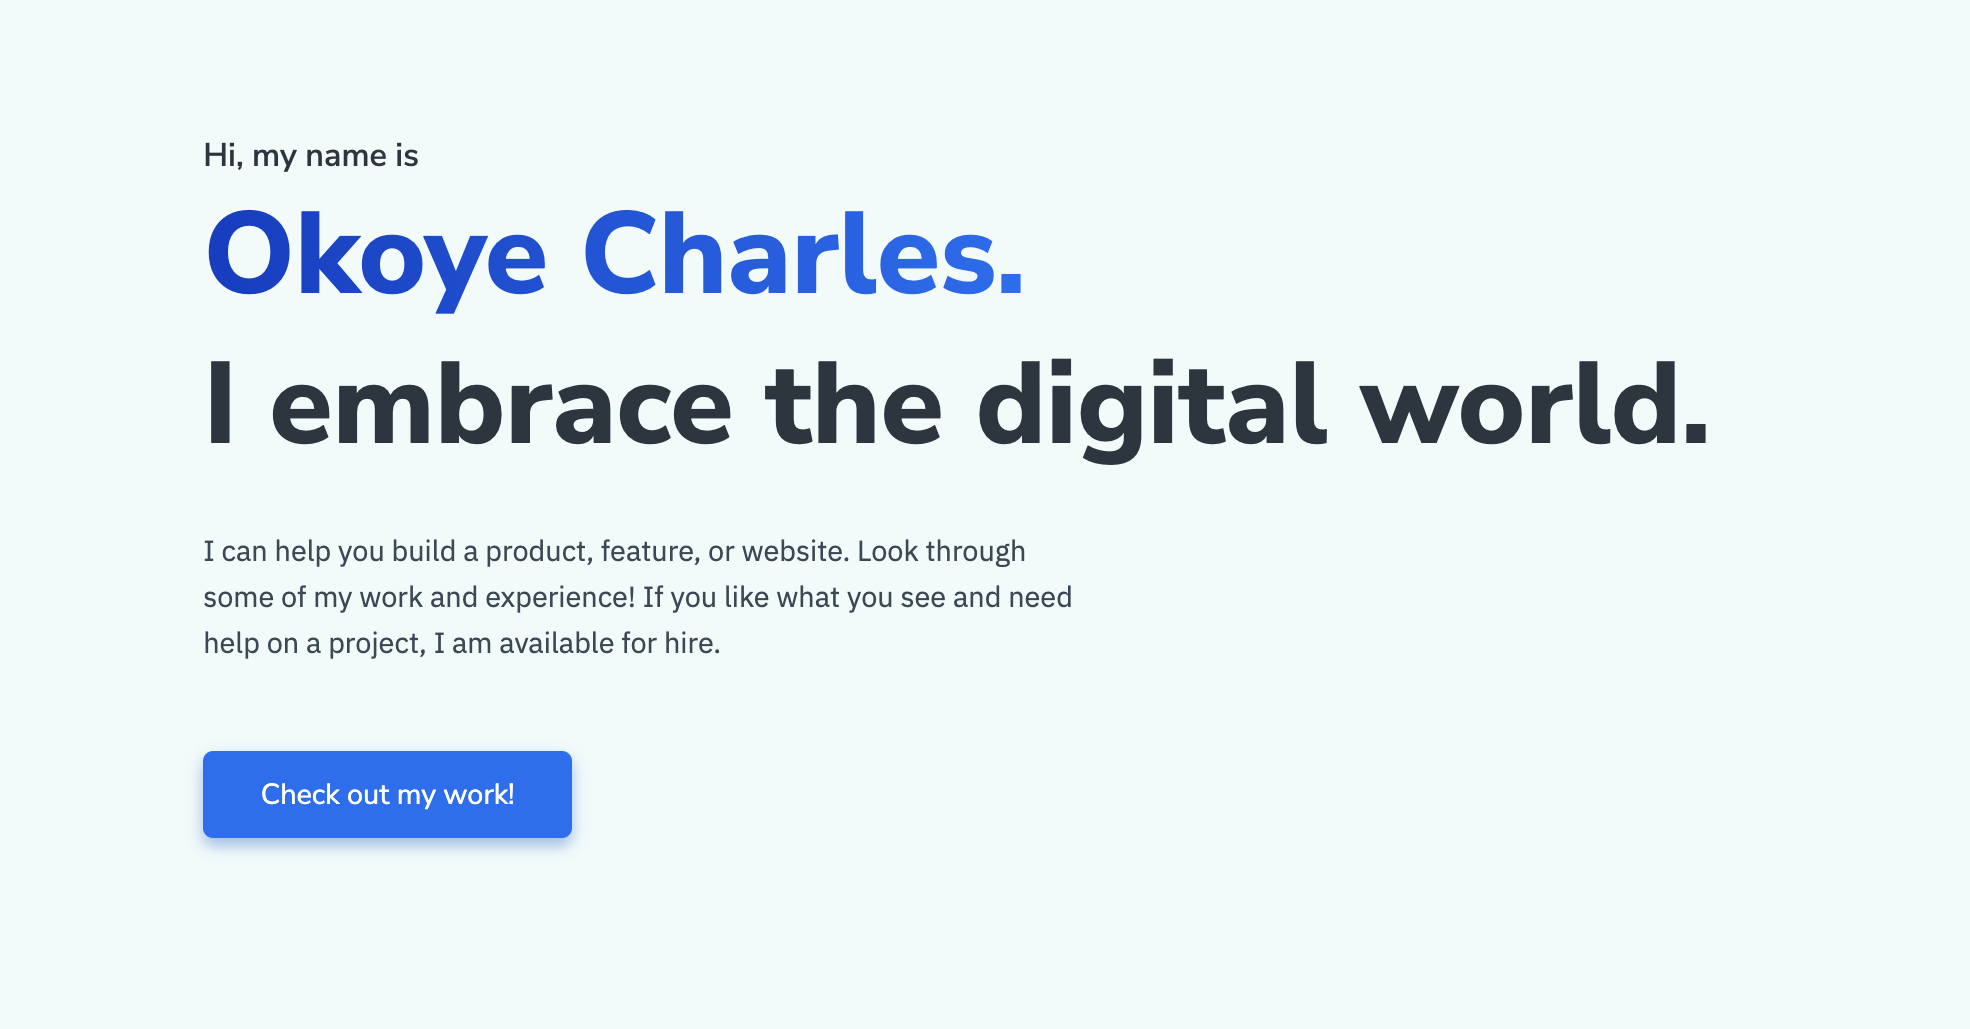 Hi, my name is
Okoye Charles.
I embrace the digital world.
I can help you build a product, feature, or website. Look through
some of my work and experience! If you like what you see and need
help on a project, I am available for hire.
Check out my work!